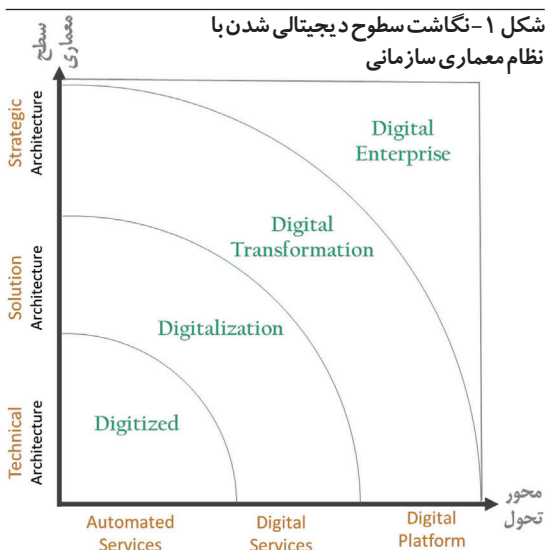 شکل ۱- نگاشت سطوح دیجیتالی شدن با
نظام معماری سازمانی
سطح
معماری
Strategic
Architecture
Solution
Architecture
Technical
Architecture
Digital
Enterprise
Digital
Transformation
Digitalization
Digitized
Automated
Services
Digital
Services
Digital
Platform
محور
تحول